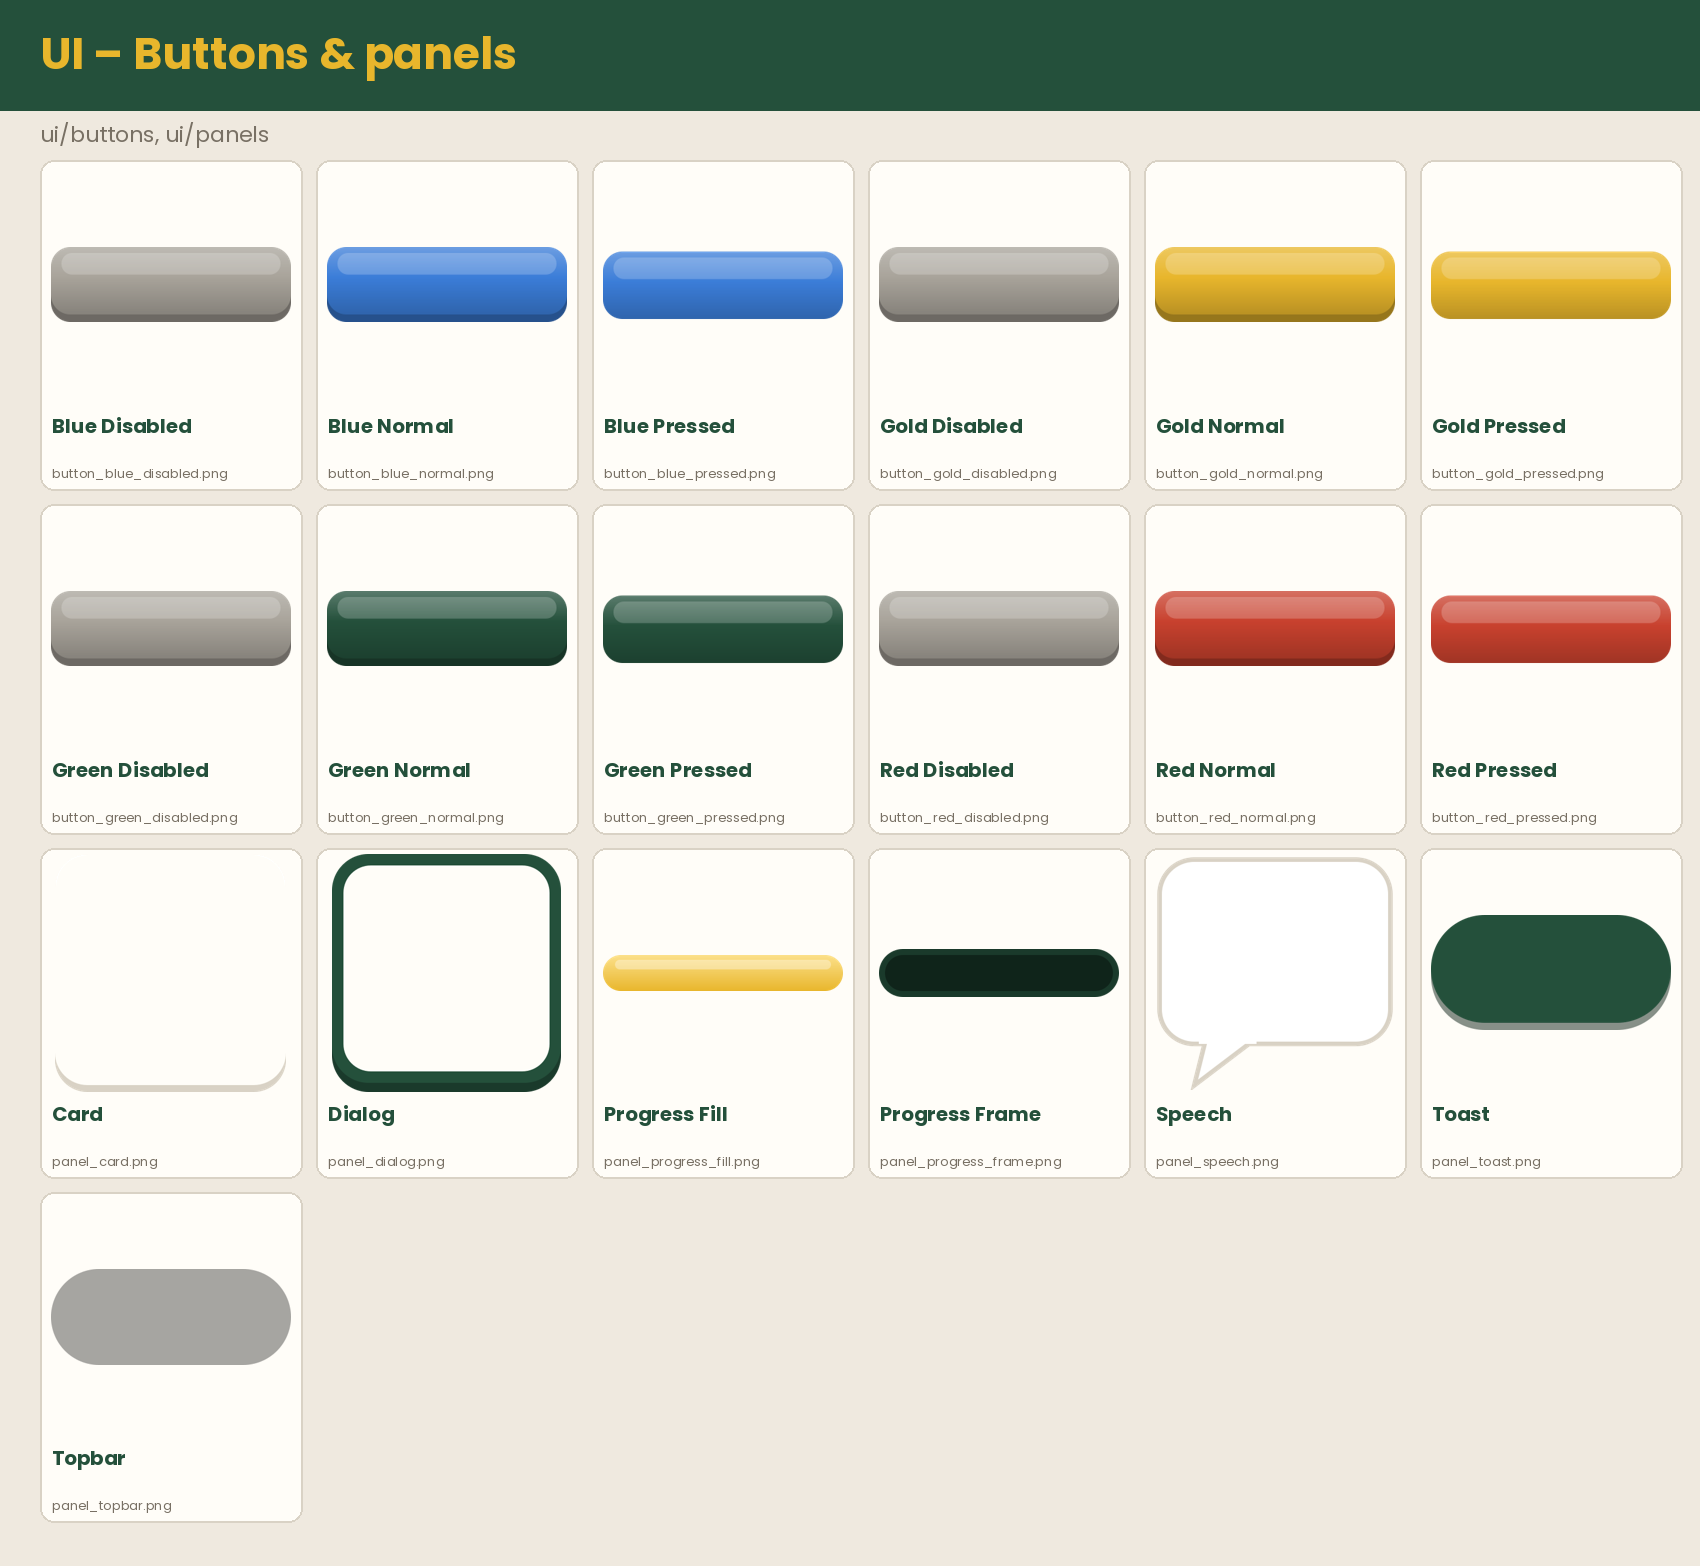 UI – Buttons & panels
ui/buttons, ui/panels
Blue Disabled
button_blue_disabled.png
Blue Normal
button_blue_normal.png
Blue Pressed
button_blue_pressed.png
Gold Disabled
button_gold_disabled.png
Gold Normal
button_gold_normal.png
Gold Pressed
button_gold_pressed.png
Green Disabled
button_green_disabled.png
Green Normal
button_green_normal.png
Green Pressed
button_green_pressed.png
Red Disabled
button_red_disabled.png
Red Normal
button_red_normal.png
Red Pressed
button_red_pressed.png
Card
panel_card.png
Dialog
panel_dialog.png
Progress Fill
panel_progress_fill.png
Progress Frame
panel_progress_frame.png
Speech
panel_speech.png
Toast
panel_toast.png
Topbar
panel_topbar.png